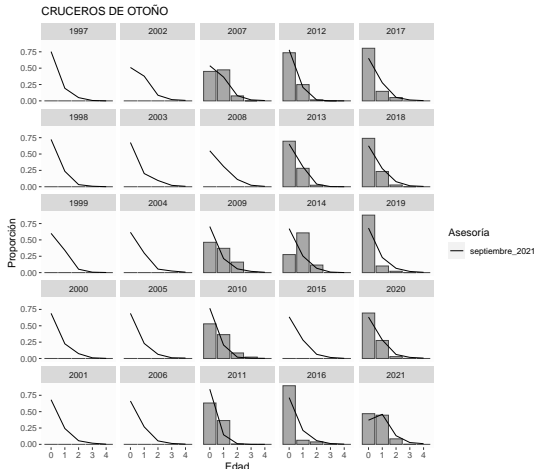 CRUCEROS DE OTOÑO
1997 2002 2007 2012 2017
0.75
0.50
0.25
0.00
1998 2003 2008 2013 2018
0.75
0.50
0.25
0.00
1999 2004 2009 2014 2019
0.75
0.50
0.25
0.00
2000 2005 2010 2015 2020
0.75
0.50
0.25
0.00
2001 2006 2011 2016 2021
0.75
0.50
0.25
0.00
0 1 2 3 4 0 1 2 3 4 0 1 2 3 4 0 1 2 3 4 0 1 2 3 4
Edad
Proporción
Asesoría
septiembre_2021